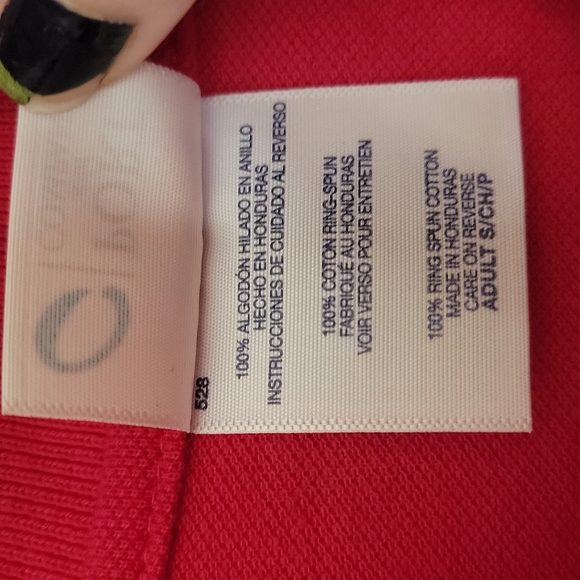 100% ALGODÓN HILADO EN ANILLO
HECHO EN HONDURAS
INSTRUCCIONES DE CUIDADO AL REVERSO
100% COTON RING-SPUN
FABRIQUÉ AU HONDURAS
VOIR VERSO POUR ENTRETIEN
100% RING SPUN COTTON
MADE IN HONDURAS
CARE ON REVERSE
ADULT S/CH/P
528